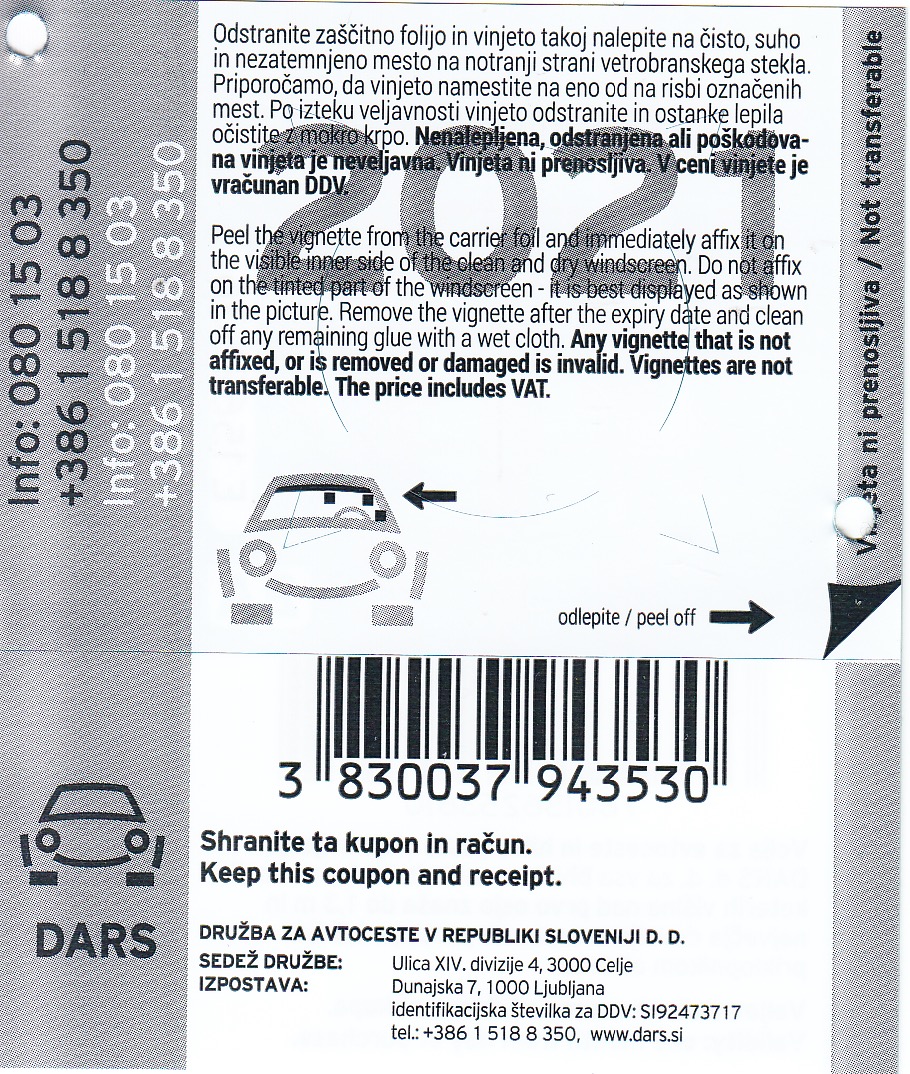 Odstranite zaščitno folijo in vinjeto takoj nalepite na čisto, suho
in nezatemnjeno mesto na notranji strani vetrobranskega stekla.
Priporočamo, da vinjeto namestite na eno od na risbi označenih
mest. Po izteku veljavnosti vinjeto odstranite in ostanke lepila
očistite z mokro krpo. Nenalepljena, odstranjena ali poškodova-
na vinjeta je neveljavna. Vinjeta ni prenosljiva. V ceni vinjete je
vračunan DDV.
2021
Peel the vignette from the carrier foil and immediately affix it on
the visible inner side of the clean and dry windscreen. Do not affix
on the tinted part of the windscreen - it is best displayed as shown
in the picture. Remove the vignette after the expiry date and clean
off any remaining glue with a wet cloth. Any vignette that is not
affixed, or is removed or damaged is invalid. Vignettes are not
transferable. The price includes VAT.
Info: 080 15 03
+386 1 518 8 350
Info: 080 15 03
+386 1 518 8 350
Vinjeta ni prenosljiva / Not transferable
odlepite / peel off
3 830037 943530
Shranite ta kupon in račun.
Keep this coupon and receipt.
DARS
DRUŽBA ZA AVTOCESTE V REPUBLIKI SLOVENIJI D. D.
SEDEŽ DRUŽBE: Ulica XIV. divizije 4, 3000 Celje
IZPOSTAVA: Dunajska 7, 1000 Ljubljana
identifikacijska številka za DDV: SI92473717
tel.: +386 1 518 8 350, www.dars.si